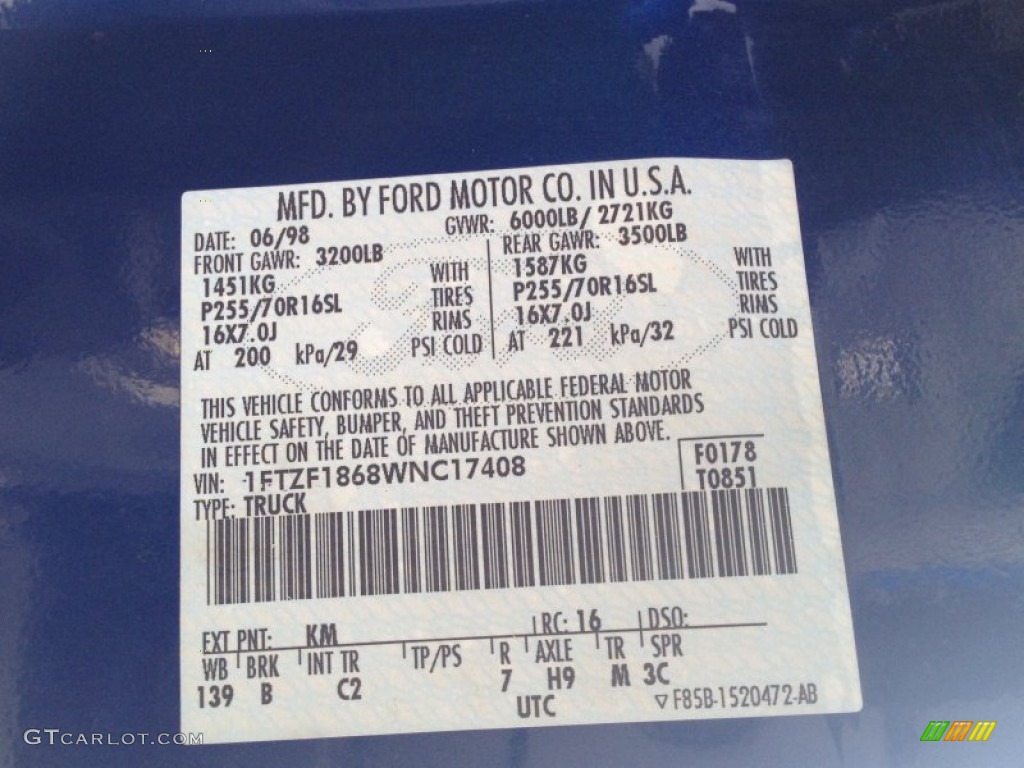 MFD. BY FORD MOTOR CO. IN U.S.A.
DATE: 06/98 GVWR: 6000LB/ 2721KG
FRONT GAWR: 3200LB REAR GAWR: 3500LB
1451KG WITH 1587KG WITH
P255/70R16SL TIRES P255/70R16SL TIRES
16X7.0J RIMS 16X7.0J RIMS
AT 200 kPa/29 PSI COLD AT 221 kPa/32 PSI COLD
THIS VEHICLE CONFORMS TO ALL APPLICABLE FEDERAL MOTOR
VEHICLE SAFETY, BUMPER, AND THEFT PREVENTION STANDARDS
IN EFFECT ON THE DATE OF MANUFACTURE SHOWN ABOVE.
VIN: 1FTZF1868WNC17408 F0178
TYPE: TRUCK T0851
EXT PNT: KM RC: 16 DSO:
WB BRK INT TR TP/PS R AXLE TR SPR
139 B C2 7 H9 M 3C
UTC F85B-1520472-AB
GTCARLOT.COM